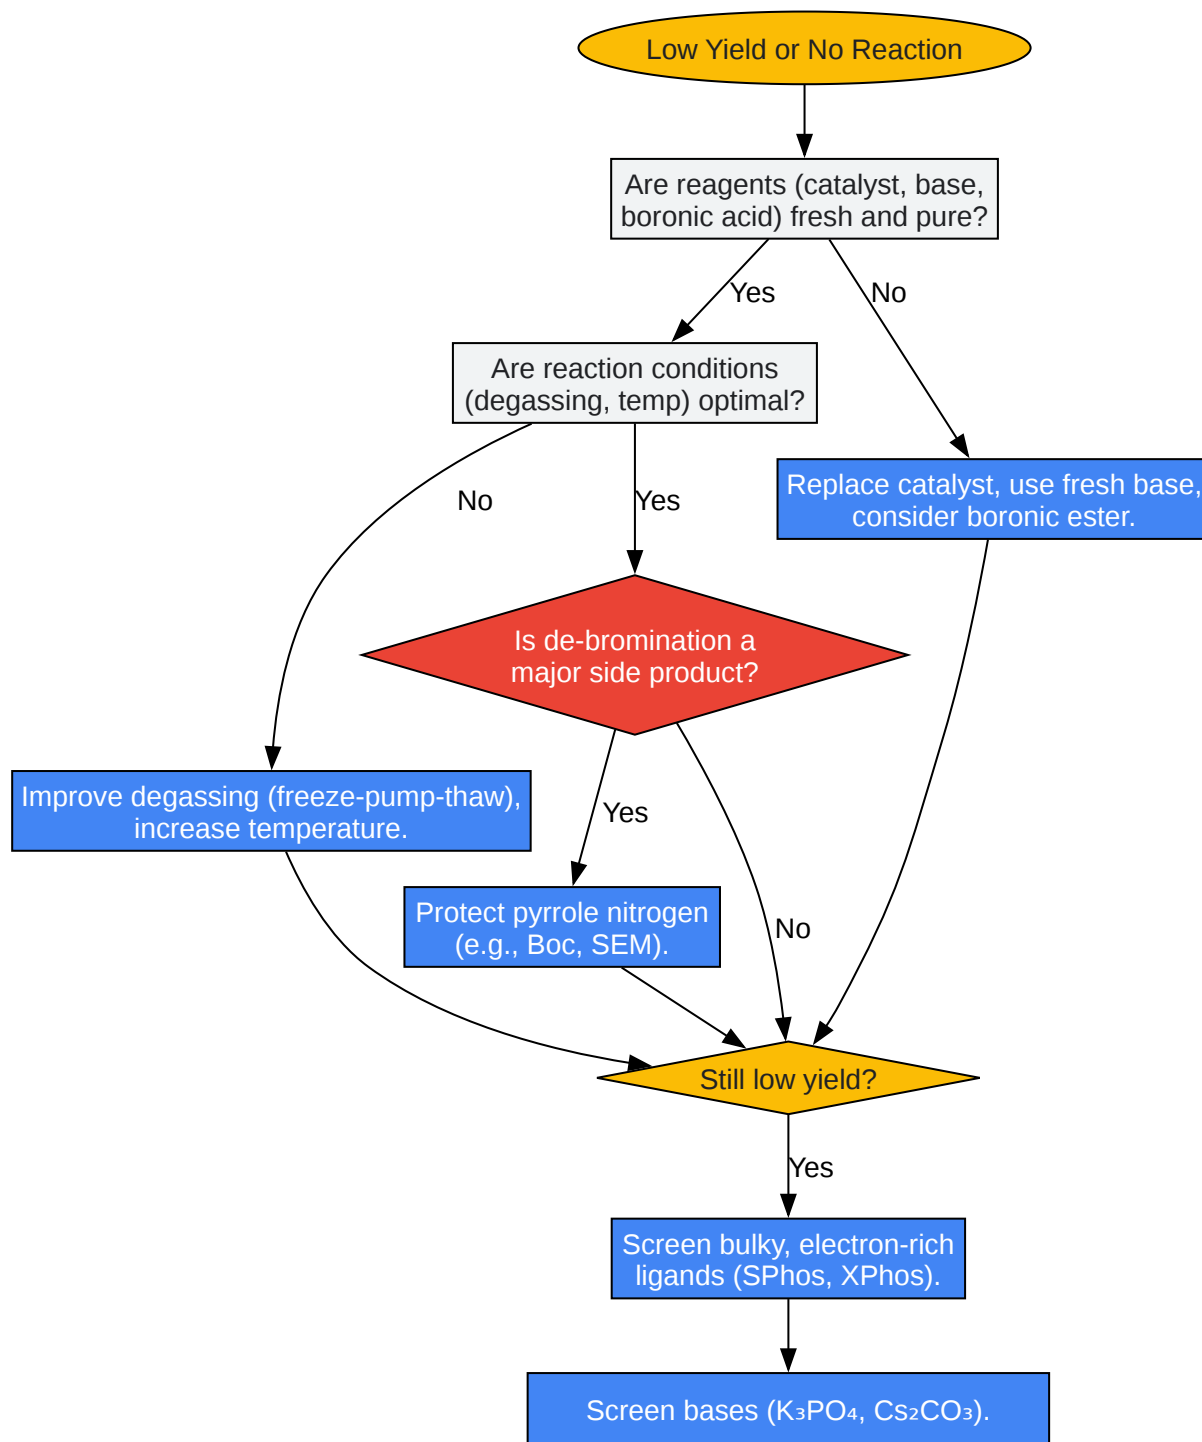 Low Yield or No Reaction
Are reagents (catalyst, base,
boronic acid) fresh and pure?
Yes
No
Are reaction conditions
(degassing, temp) optimal?
Replace catalyst, use fresh base,
consider boronic ester.
No
Yes
Is de-bromination a
major side product?
Improve degassing (freeze-pump-thaw),
increase temperature.
Yes
Protect pyrrole nitrogen
(e.g., Boc, SEM).
No
Still low yield?
Yes
Screen bulky, electron-rich
ligands (SPhos, XPhos).
Screen bases (K₃PO₄, Cs₂CO₃).